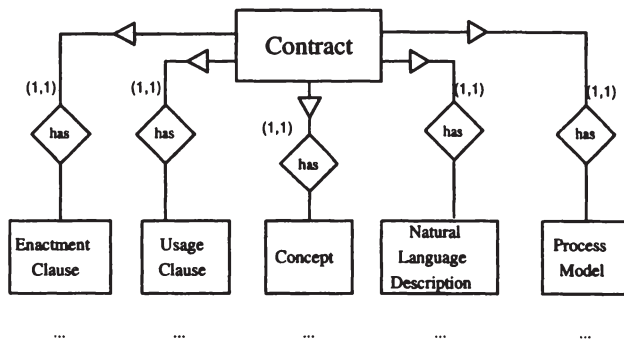 Contract
(1,1) (1,1) (1,1) (1,1)
(1,1)
has has has has
has
Enactment Clause
Usage Clause
Concept
Natural Language Description
Process Model
... ... ... ... ...